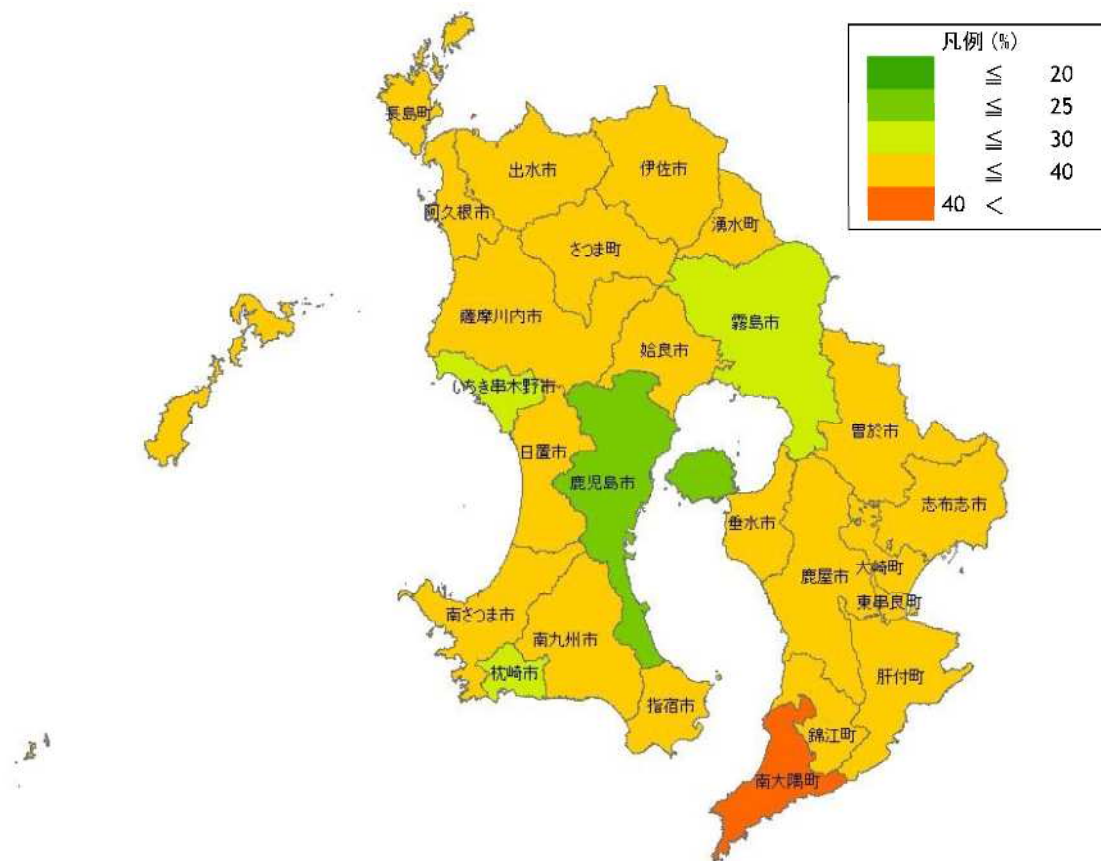 凡例 (%)
≦ 20
≦ 25
≦ 30
≦ 40
40 <
長島町
出水市
伊佐市
阿久根市
湧水町
さつま町
薩摩川内市
霧島市
姶良市
いちき串木野市
曽於市
日置市
鹿児島市
志布志市
垂水市
大崎町
鹿屋市
東串良町
南さつま市
南九州市
枕崎市
肝付町
指宿市
錦江町
南大隅町